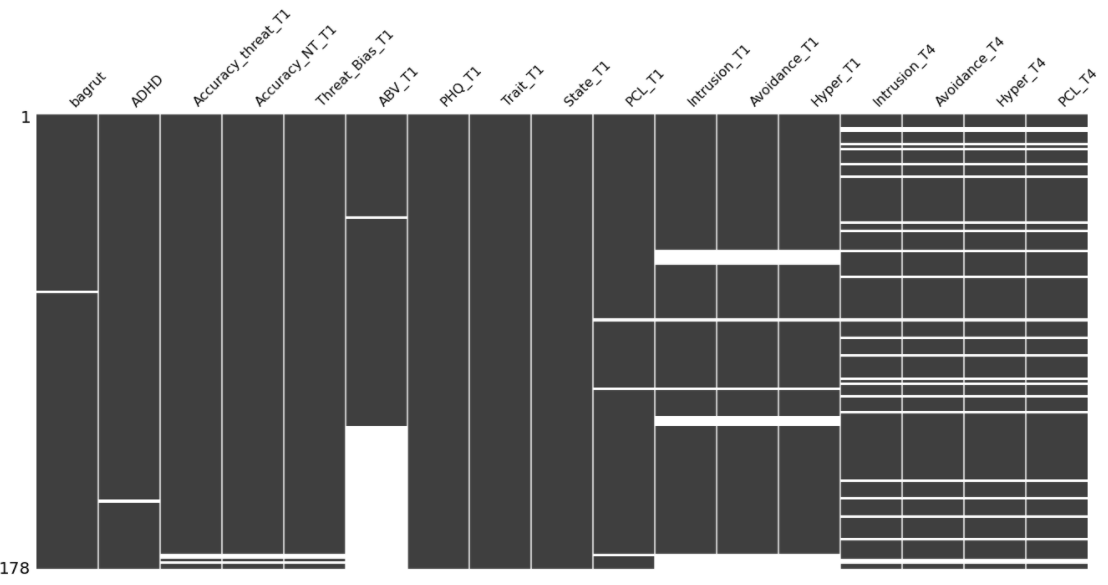 bagrut
ADHD
Accuracy_threat_T1
Accuracy_NT_T1
Threat_Bias_T1
ABV_T1
PHQ_T1
Trait_T1
State_T1
PCL_T1
Intrusion_T1
Avoidance_T1
Hyper_T1
Intrusion_T4
Avoidance_T4
Hyper_T4
PCL_T4
1
178